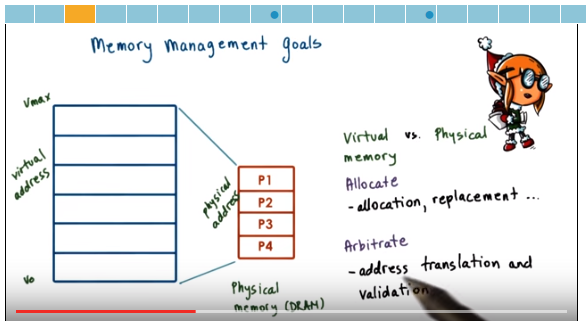 Memory management goals
Vmax
virtual
address
Vo
physical
address
P1
P2
P3
P4
Physical
memory (DRAM)
Virtual vs. Physical
memory
Allocate
- allocation, replacement ...
Arbitrate
- address translation and
validation